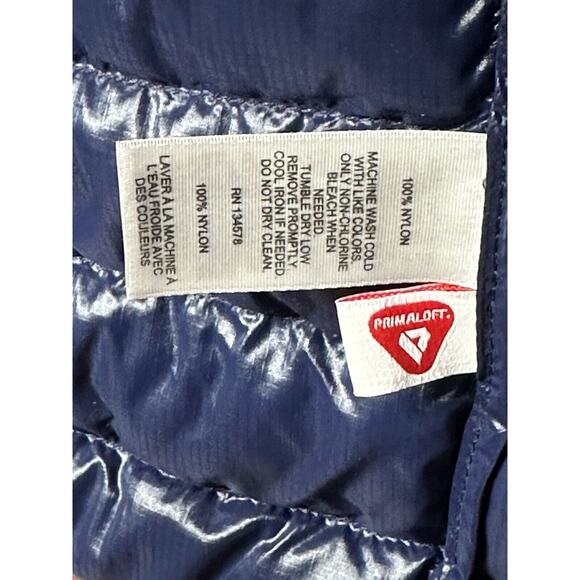 100% NYLON
MACHINE WASH COLD
WITH LIKE COLORS.
ONLY NON-CHLORINE
BLEACH WHEN
NEEDED
TUMBLE DRY LOW
REMOVE PROMPTLY
COOL IRON IF NEEDED.
DO NOT DRY CLEAN.
RN 134578
100% NYLON
LAVER À LA MACHINE À
L'EAU FROIDE AVEC
DES COULEURS
PRIMALOFT®